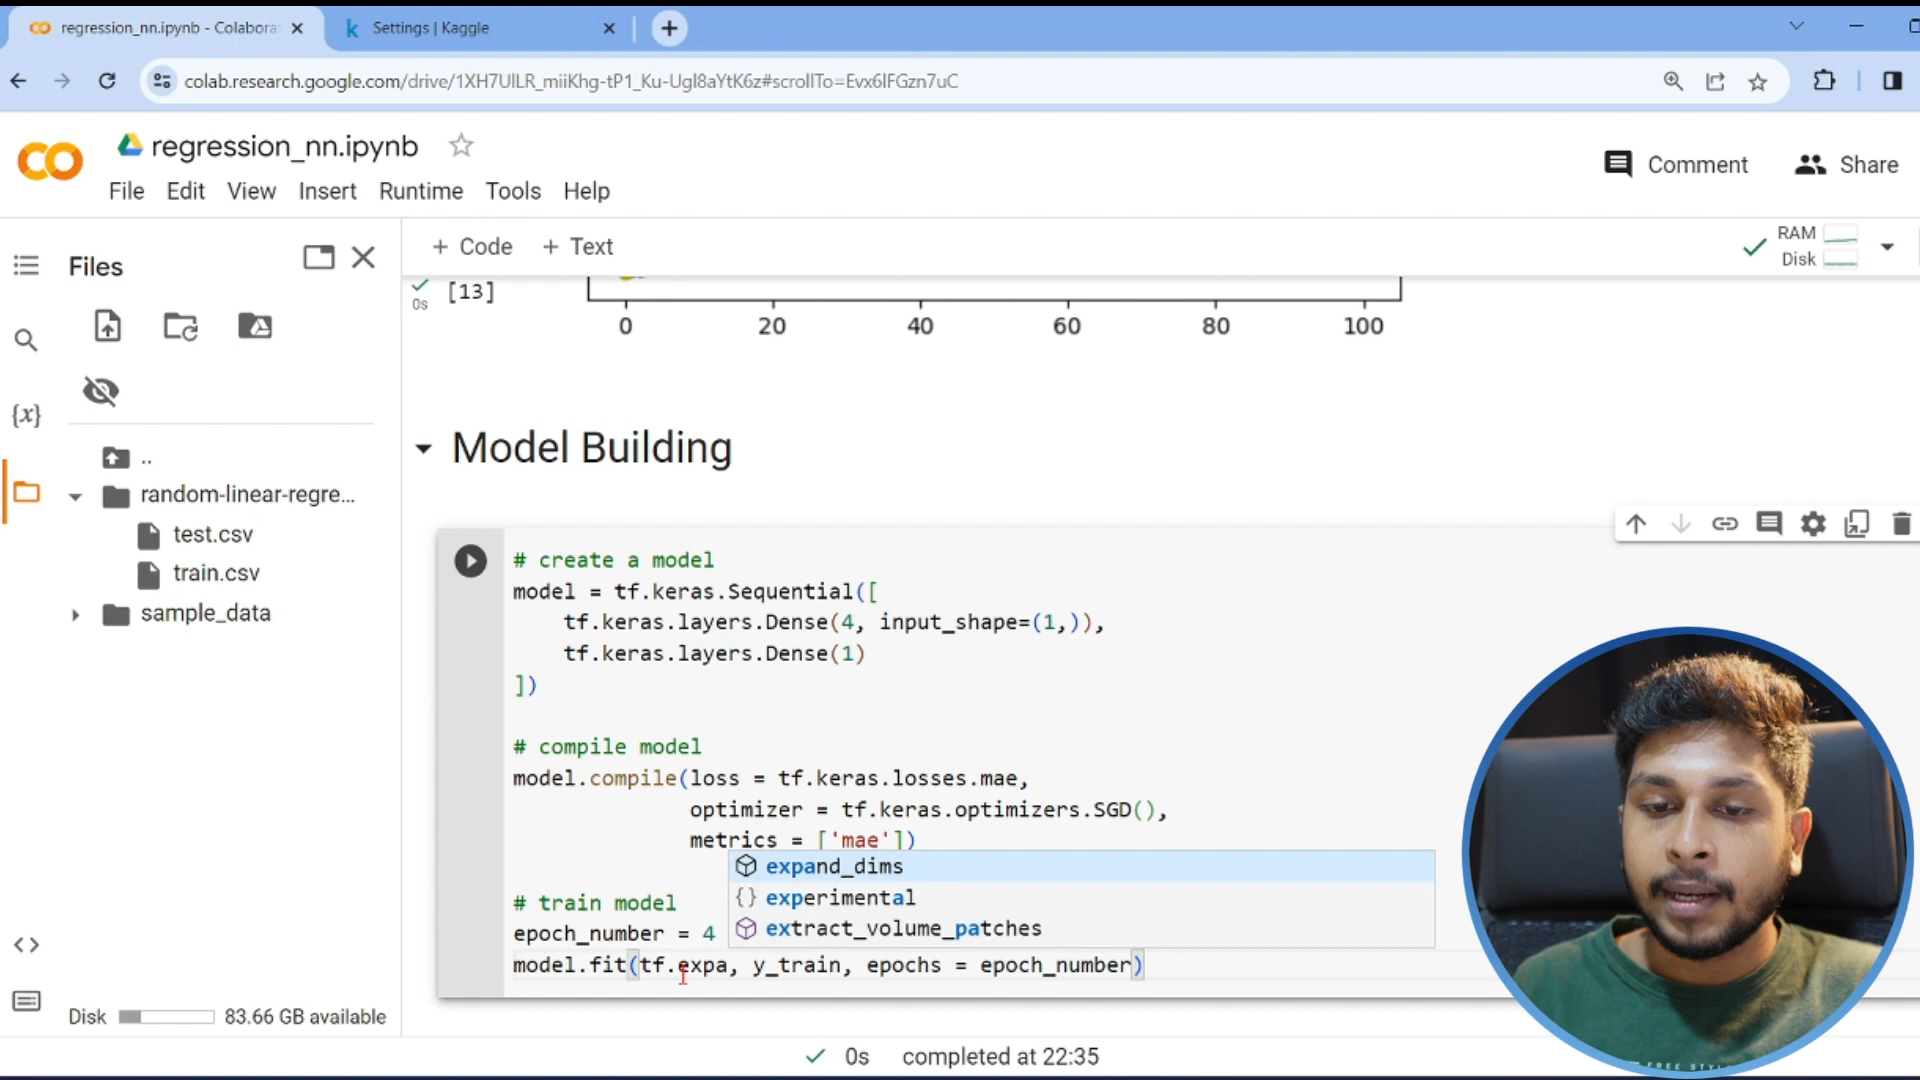 regression_nn.ipynb - Colabora
Settings | Kaggle
colab.research.google.com/drive/1XH7UlLR_miiKhg-tP1_Ku-Ugl8aYtK6z#scrollTo=Evx6lFGzn7uC
regression_nn.ipynb
Comment
Share
File Edit View Insert Runtime Tools Help
Files
+ Code + Text
RAM
Disk
0s
[13]
0 20 40 60 80 100
{x}
..
random-linear-regre...
test.csv
train.csv
sample_data
Model Building
# create a model
model = tf.keras.Sequential([
tf.keras.layers.Dense(4, input_shape=(1,)),
tf.keras.layers.Dense(1)
])
# compile model
model.compile(loss = tf.keras.losses.mae,
optimizer = tf.keras.optimizers.SGD(),
metrics = ['mae'])
expand_dims
experimental
extract_volume_patches
# train model
epoch_number = 4
model.fit(tf.expa, y_train, epochs = epoch_number)
Disk 83.66 GB available
0s completed at 22:35